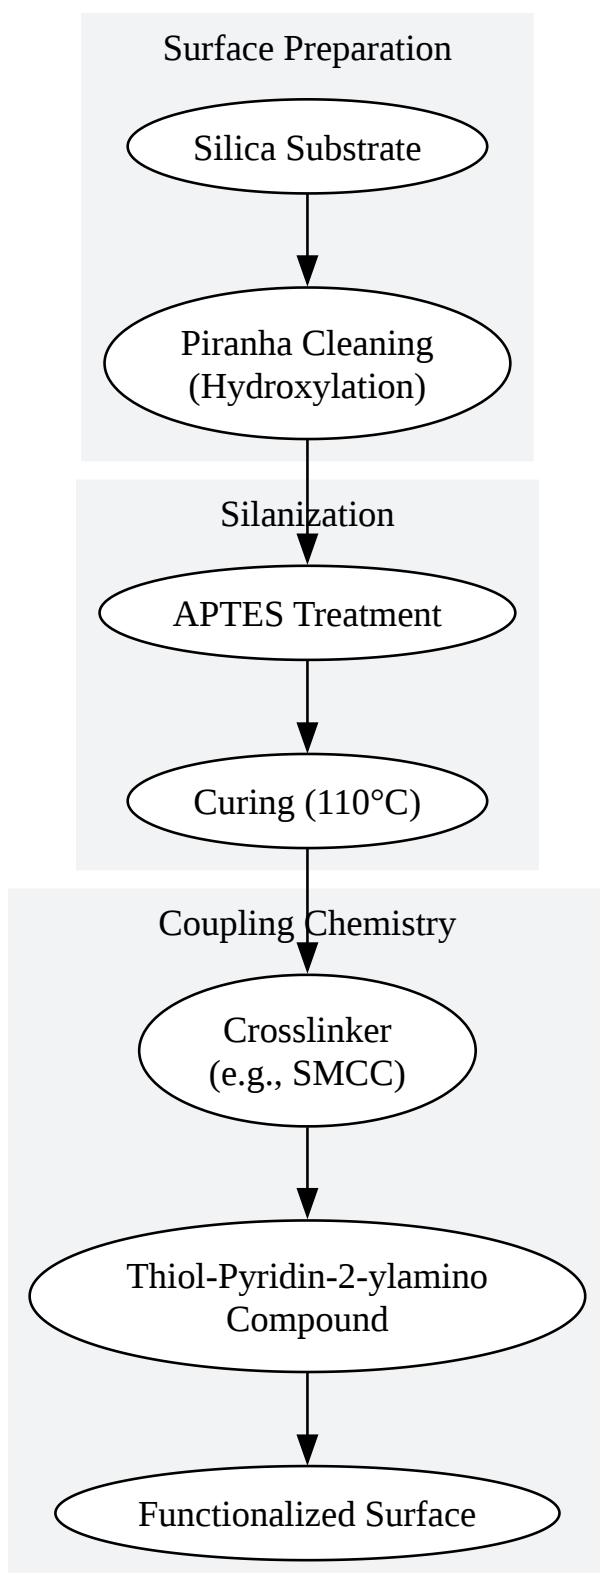 Surface Preparation
Silica Substrate
Piranha Cleaning
(Hydroxylation)
Silanization
APTES Treatment
Curing (110°C)
Coupling Chemistry
Crosslinker
(e.g., SMCC)
Thiol-Pyridin-2-ylamino
Compound
Functionalized Surface